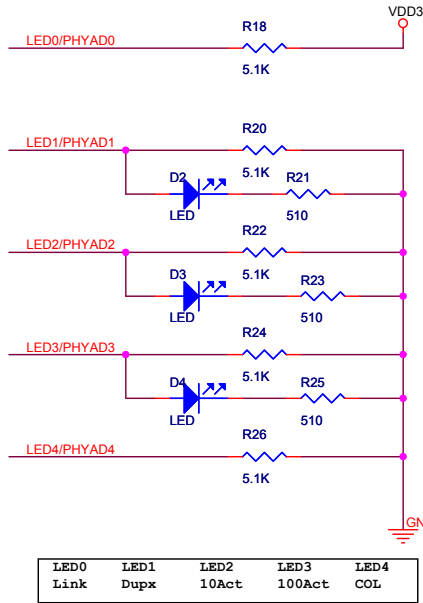 VDD3
R18
LED0/PHYAD0
5.1K
R20
LED1/PHYAD1
5.1K
D2
R21
LED
510
R22
LED2/PHYAD2
5.1K
D3
R23
LED
510
R24
LED3/PHYAD3
5.1K
D4
R25
LED
510
R26
LED4/PHYAD4
5.1K
GN
LED0 LED1 LED2 LED3 LED4
Link Dupx 10Act 100Act COL